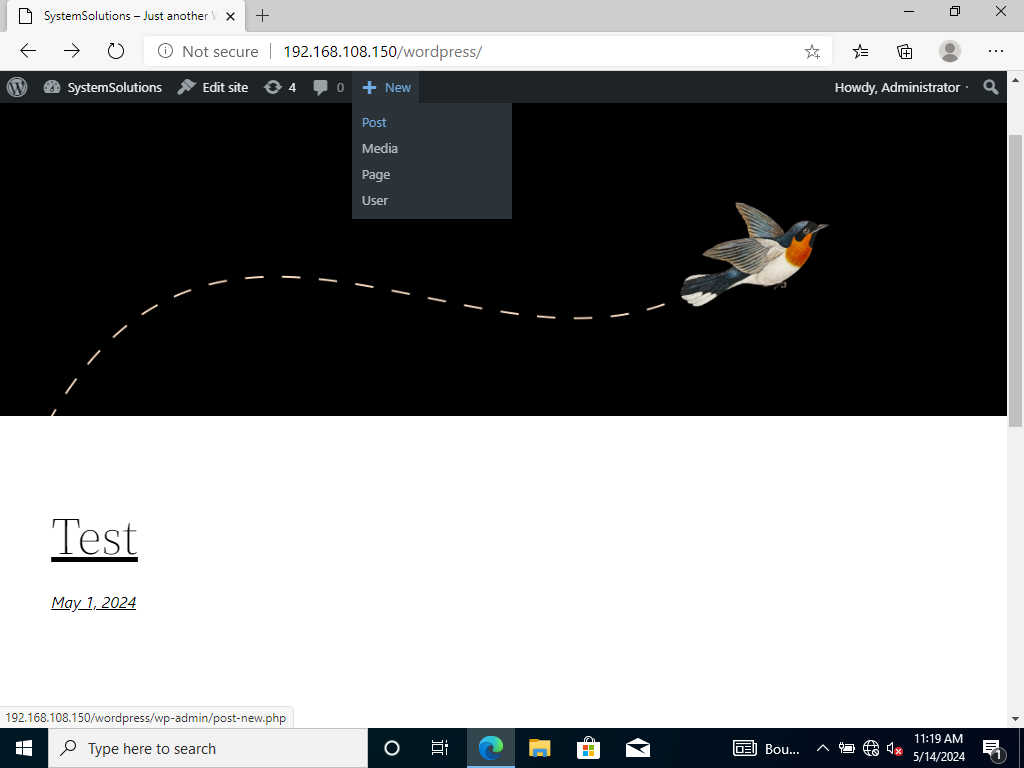 SystemSolutions – Just another
Not secure
192.168.108.150/wordpress/
SystemSolutions
Edit site
4
0
New
Howdy, Administrator
Post
Media
Page
User
Test
May 1, 2024
192.168.108.150/wordpress/wp-admin/post-new.php
Type here to search
Bou...
11:19 AM
5/14/2024
1